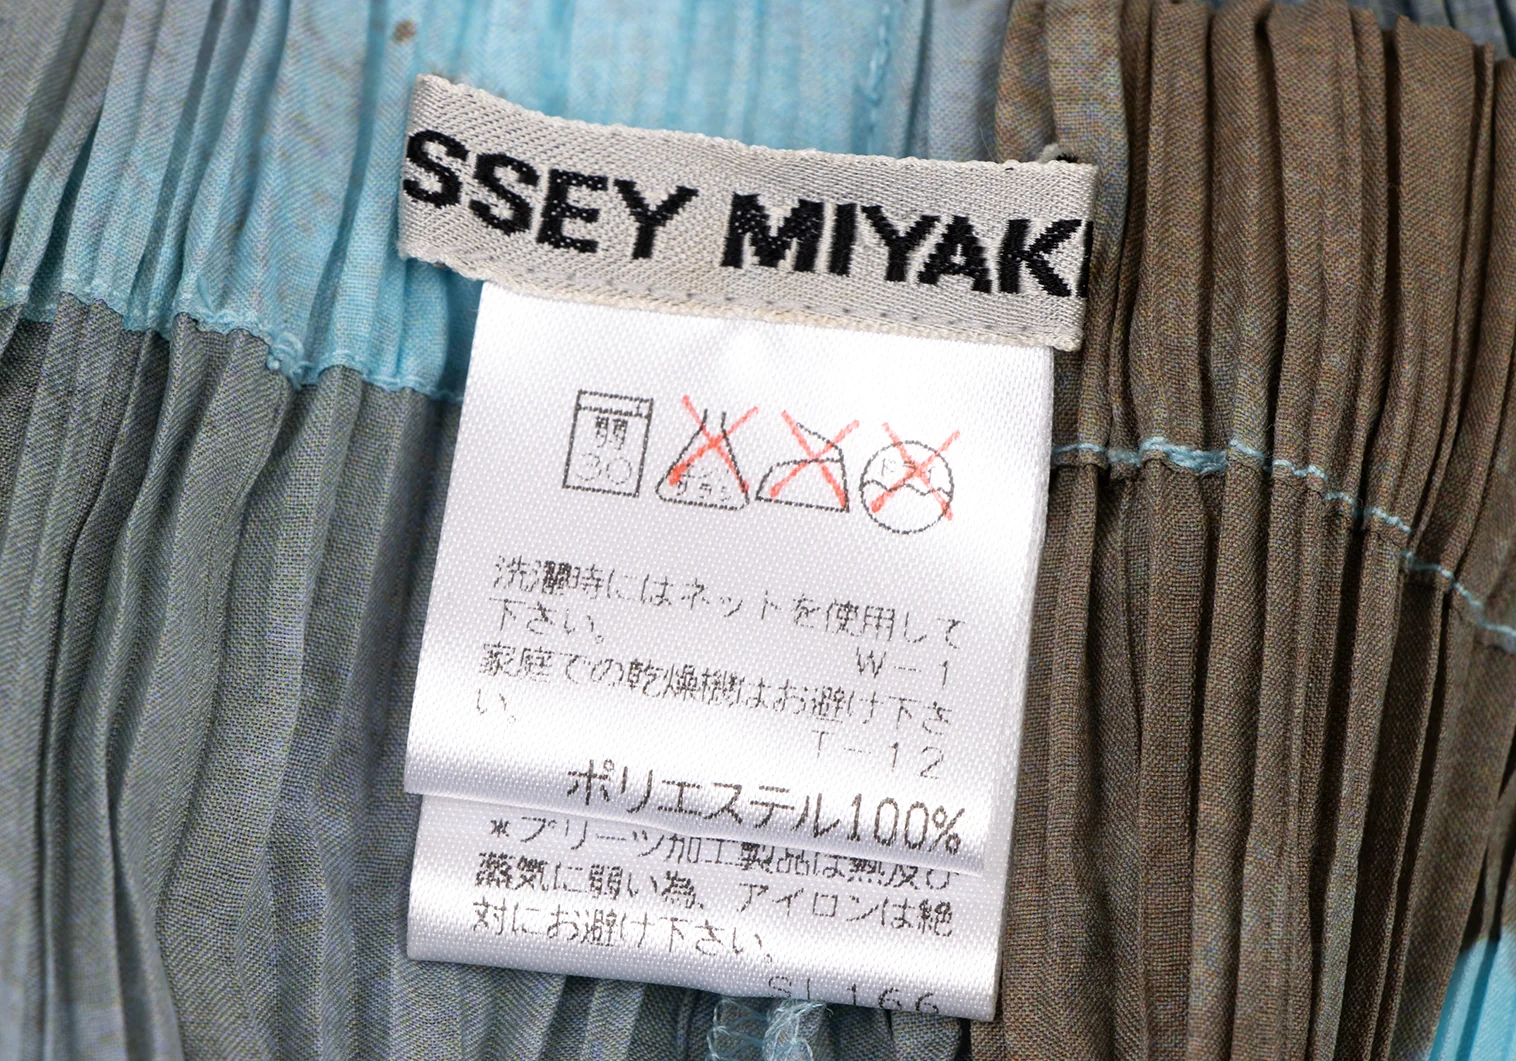 SSEY MIYAK
弱
30
洗濯時にはネットを使用して
下さい。
W-1
家庭での乾燥機はお避け下さ
い。
T-12
ポリエステル100%
*プリーツ加工製品は熱及び
蒸気に弱い為、アイロンは絶
対にお避け下さい。
SL166